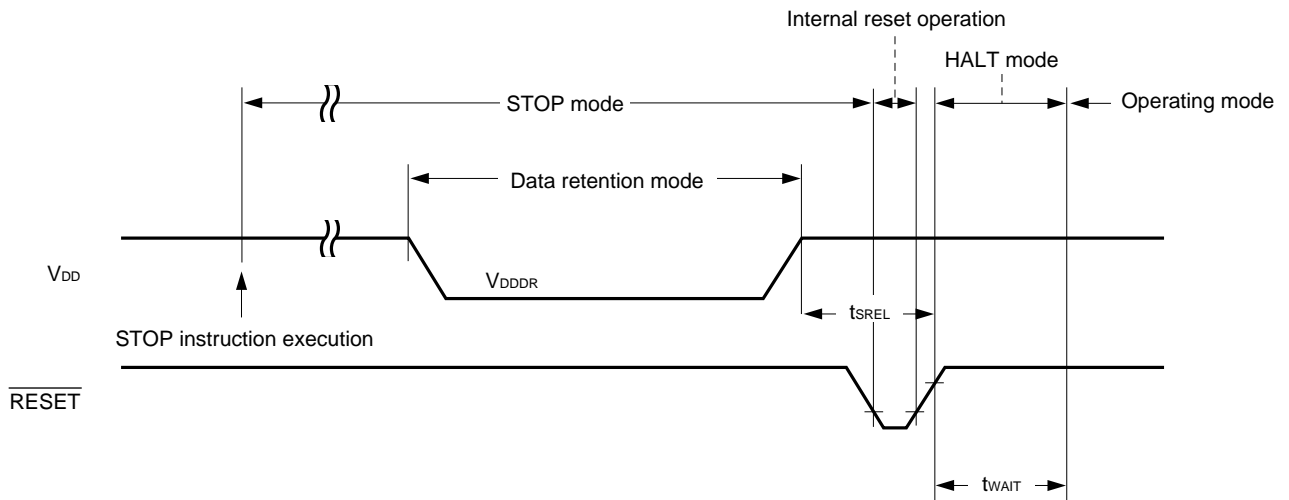 Internal reset operation
HALT mode
STOP mode
Operating mode
Data retention mode
VDD
VDDDR
tSREL
STOP instruction execution
RESET
tWAIT